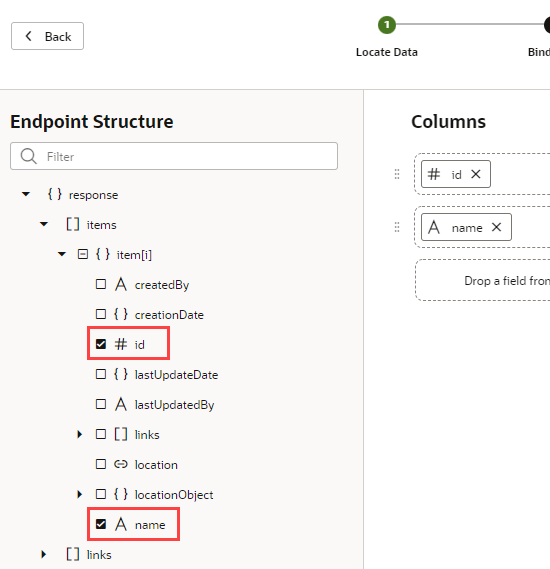 Back
1
Locate Data
Bind
Endpoint Structure
Filter
{ } response
[ ] items
{ } item[i]
A createdBy
{ } creationDate
# id
{ } lastUpdateDate
A lastUpdatedBy
[ ] links
location
{ } locationObject
A name
[ ] links
Columns
# id
A name
Drop a field from